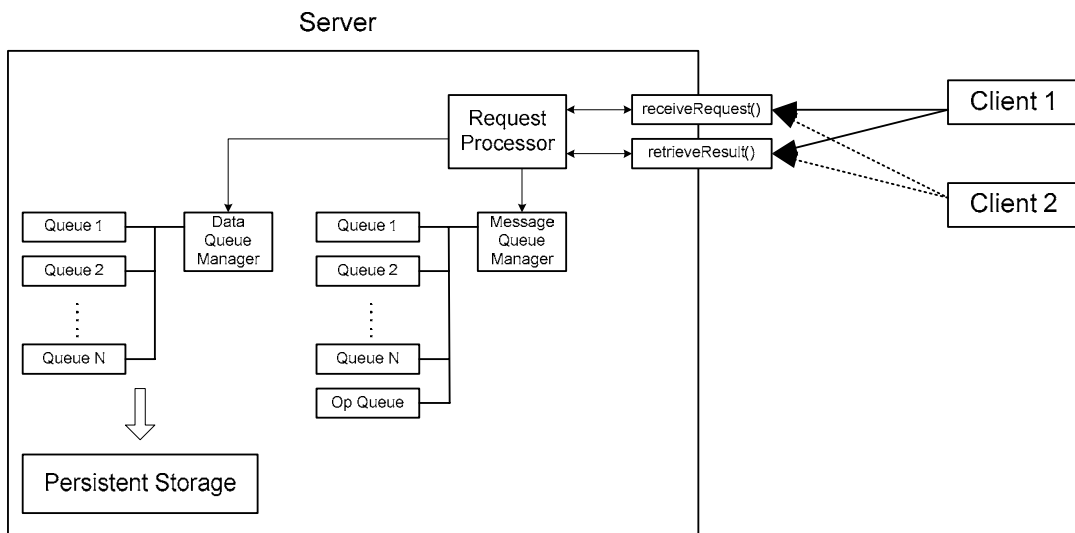 Server
Request
Processor
receiveRequest()
retrieveResult()
Client 1
Client 2
Queue 1
Queue 2
Queue N
Data
Queue
Manager
Queue 1
Queue 2
Queue N
Op Queue
Message
Queue
Manager
Persistent Storage